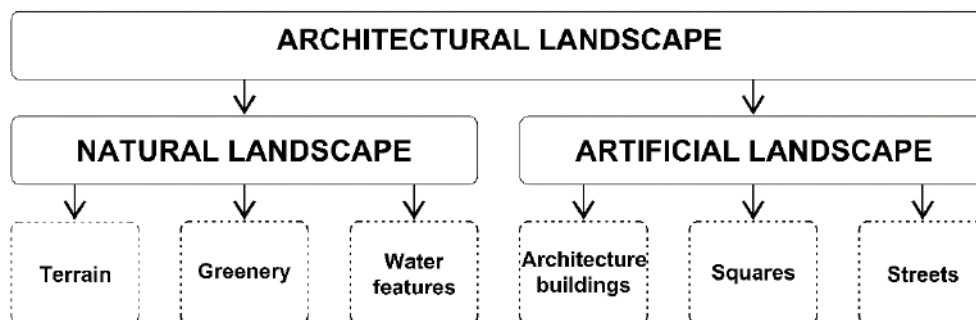 ARCHITECTURAL LANDSCAPE
NATURAL LANDSCAPE
ARTIFICIAL LANDSCAPE
Terrain
Greenery
Water
features
Architecture
buildings
Squares
Streets